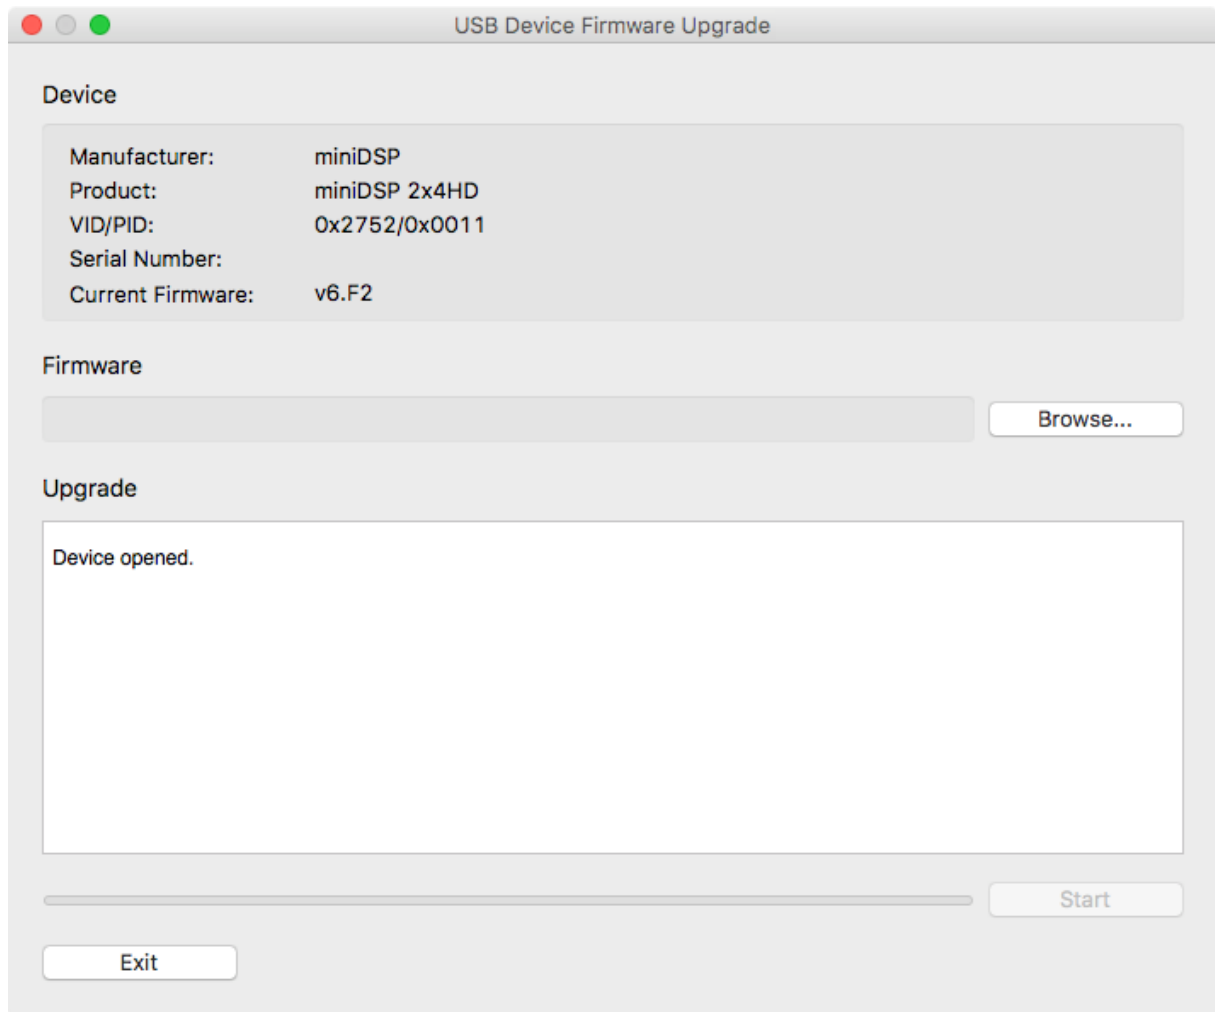 USB Device Firmware Upgrade
Device
Manufacturer: miniDSP
Product: miniDSP 2x4HD
VID/PID: 0x2752/0x0011
Serial Number:
Current Firmware: v6.F2
Firmware
Browse...
Upgrade
Device opened.
Start
Exit